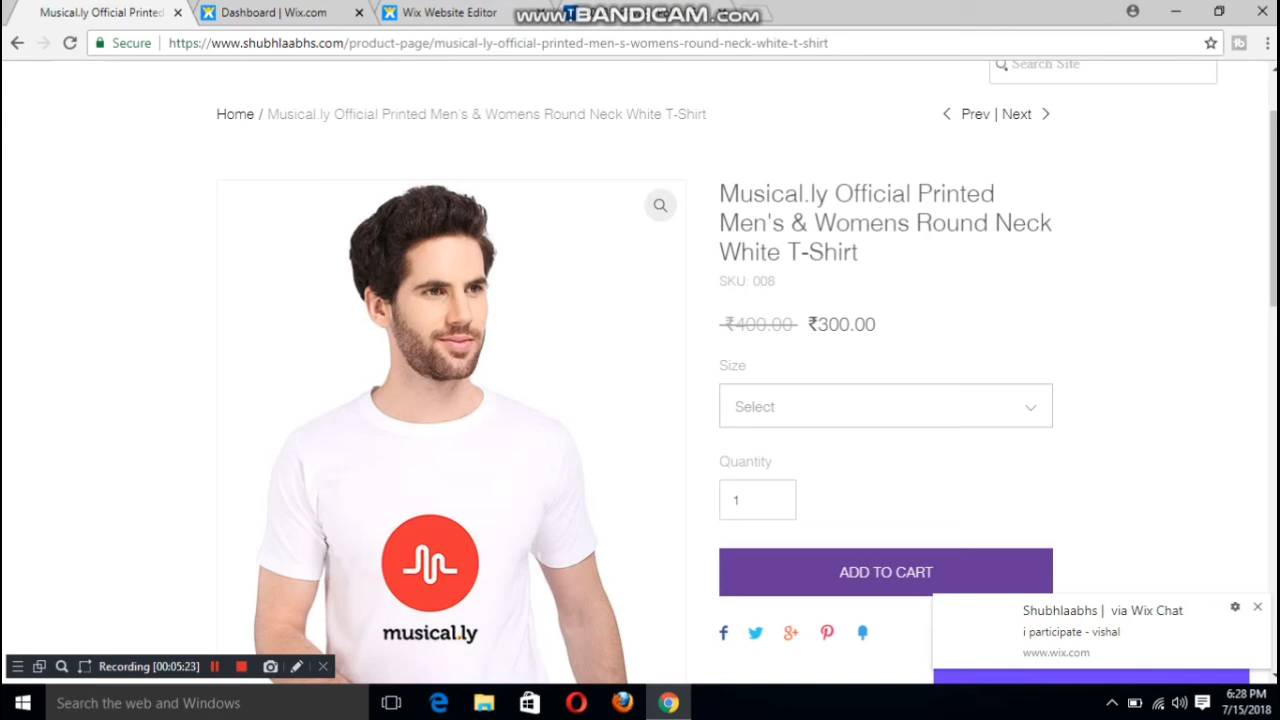 Musical.ly Official Printed
Dashboard | Wix.com
Wix Website Editor
www.BANDICAM.com
Secure
https://www.shubhlaabhs.com/product-page/musical-ly-official-printed-men-s-womens-round-neck-white-t-shirt
Search Site
Home / Musical.ly Official Printed Men's & Womens Round Neck White T-Shirt
Prev | Next
Musical.ly Official Printed
Men's & Womens Round Neck
White T-Shirt
SKU: 008
₹400.00 ₹300.00
Size
Select
Quantity
1
ADD TO CART
musical.ly
Shubhlaabhs | via Wix Chat
i participate - vishal
www.wix.com
Recording [00:05:23]
Search the web and Windows
6:28 PM
7/15/2018